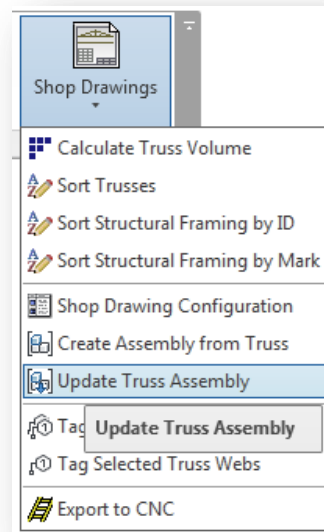 Shop Drawings
Calculate Truss Volume
Sort Trusses
Sort Structural Framing by ID
Sort Structural Framing by Mark
Shop Drawing Configuration
Create Assembly from Truss
Update Truss Assembly
Tag
Update Truss Assembly
Tag Selected Truss Webs
Export to CNC